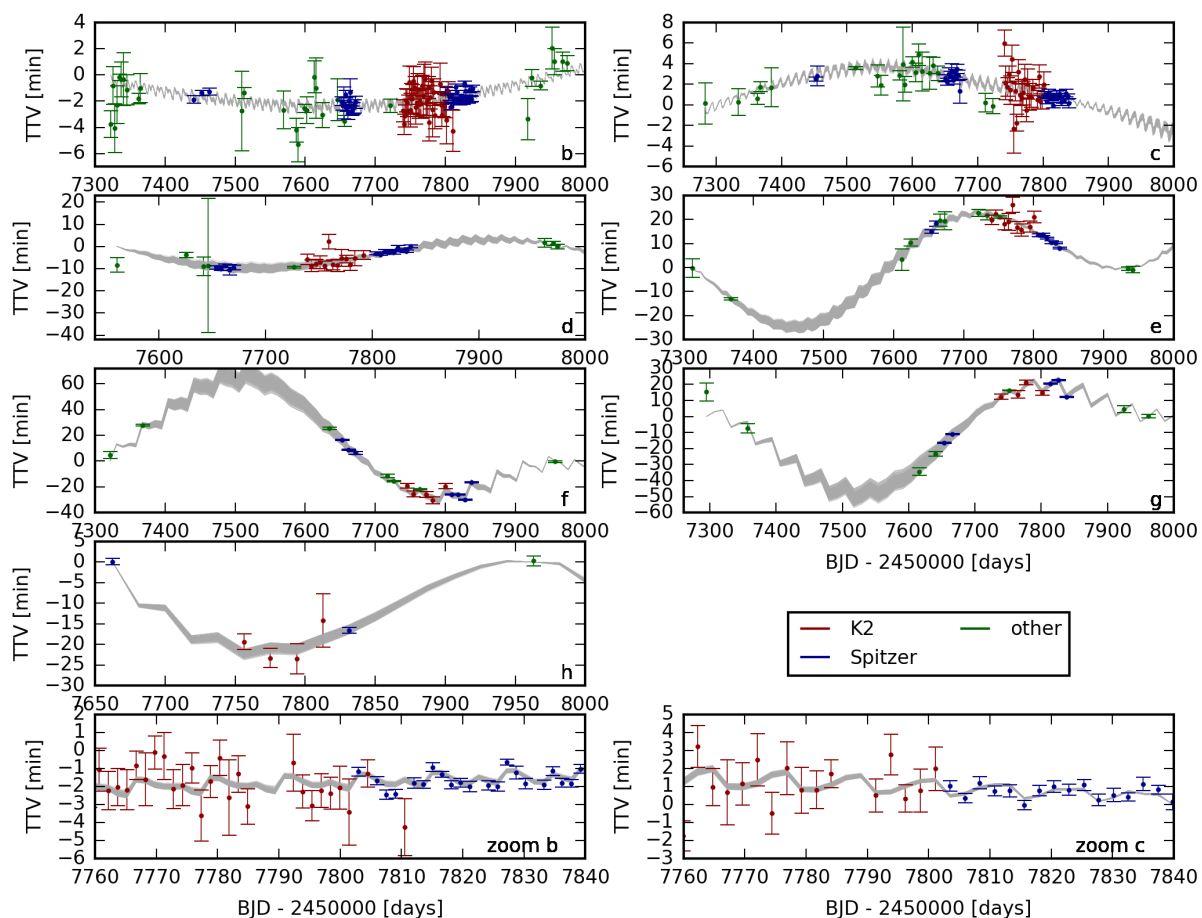 TTV [min]
4
2
0
−2
−4
−6
b
7300 7400 7500 7600 7700 7800 7900 8000
TTV [min]
8
6
4
2
0
−2
−4
−6
c
7300 7400 7500 7600 7700 7800 7900 8000
TTV [min]
20
10
0
−10
−20
−30
−40
d
7600 7700 7800 7900 8000
TTV [min]
30
20
10
0
−10
−20
−30
e
7300 7400 7500 7600 7700 7800 7900 8000
TTV [min]
60
40
20
0
−20
−40
f
7300 7400 7500 7600 7700 7800 7900 8000
TTV [min]
30
20
10
0
−10
−20
−30
−40
−50
−60
g
7300 7400 7500 7600 7700 7800 7900 8000
BJD - 2450000 [days]
TTV [min]
5
0
−5
−10
−15
−20
−25
−30
h
7650 7700 7750 7800 7850 7900 7950 8000
K2 other
Spitzer
TTV [min]
2
1
0
−1
−2
−3
−4
−5
−6
zoom b
7760 7770 7780 7790 7800 7810 7820 7830 7840
BJD - 2450000 [days]
TTV [min]
5
4
3
2
1
0
−1
−2
−3
zoom c
7760 7770 7780 7790 7800 7810 7820 7830 7840
BJD - 2450000 [days]